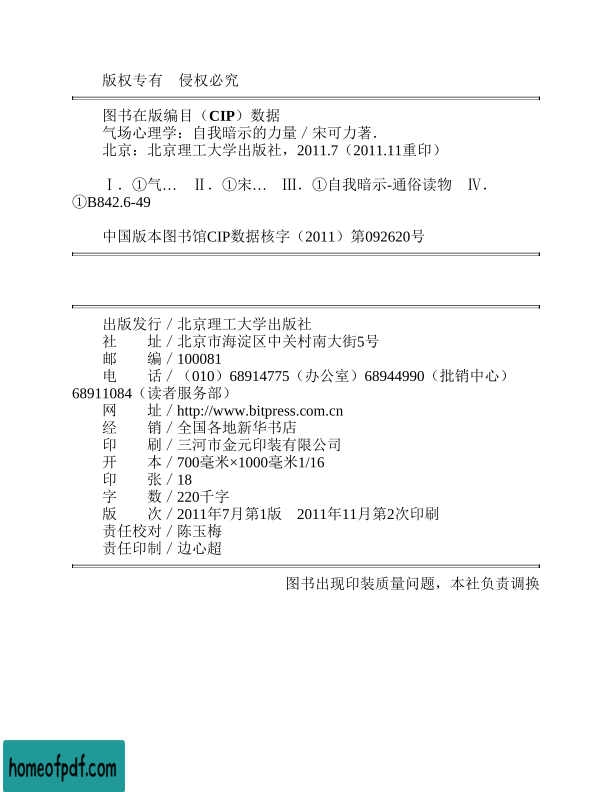 版权专有　侵权必究
图书在版编目（CIP）数据
气场心理学：自我暗示的力量／宋可力著．
北京：北京理工大学出版社，2011.7（2011.11重印）
Ⅰ．①气…　Ⅱ．①宋…　Ⅲ．①自我暗示-通俗读物　Ⅳ．
①B842.6-49
中国版本图书馆CIP数据核字（2011）第092620号
出版发行／北京理工大学出版社
社　　址／北京市海淀区中关村南大街5号
邮　　编／100081
电　　话／（010）68914775（办公室）68944990（批销中心）
68911084（读者服务部）
网　　址／http://www.bitpress.com.cn
经　　销／全国各地新华书店
印　　刷／三河市金元印装有限公司
开　　本／700毫米×1000毫米1/16
印　　张／18
字　　数／220千字
版　　次／2011年7月第1版　2011年11月第2次印刷
责任校对／陈玉梅
责任印制／边心超
图书出现印装质量问题，本社负责调换
homeofpdf.com